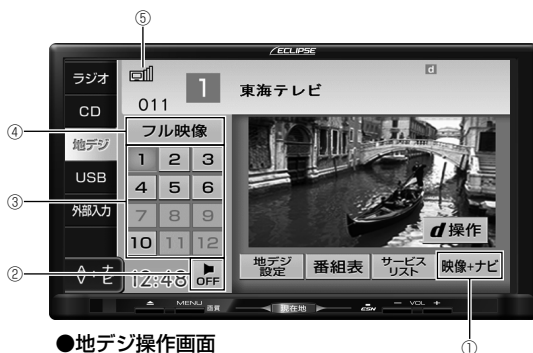 ⑤
ECLIPSE
ラジオ
CD
地デジ
USB
外部入力
011
1
東海テレビ
d
④
フル映像
③
1 2 3
4 5 6
7 8 9
10 11 12
②
12:48
OFF
d操作
地デジ設定
番組表
サービスリスト
映像+ナビ
MENU
画質
現在地
ESN
− VOL +
①
●地デジ操作画面